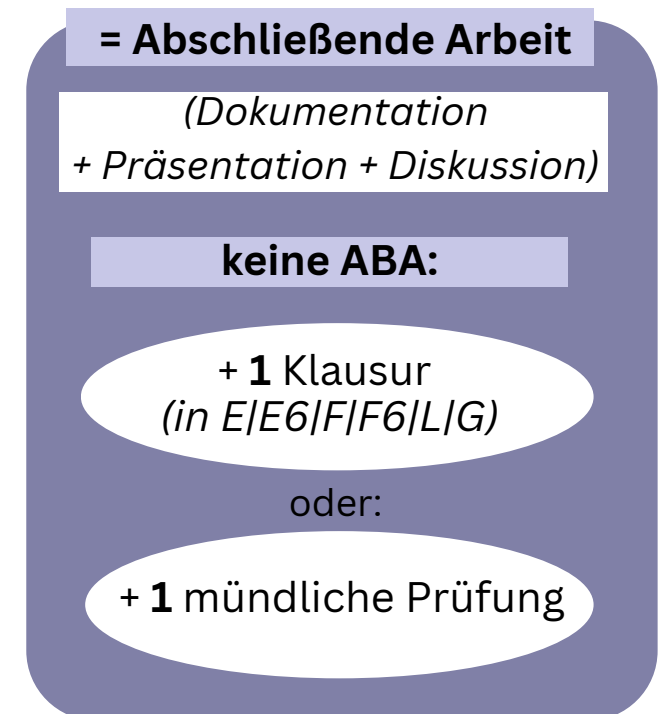 = Abschließende Arbeit
(Dokumentation
+ Präsentation + Diskussion)
keine ABA:
+ 1 Klausur
(in E|E6|F|F6|L|G)
oder:
+ 1 mündliche Prüfung